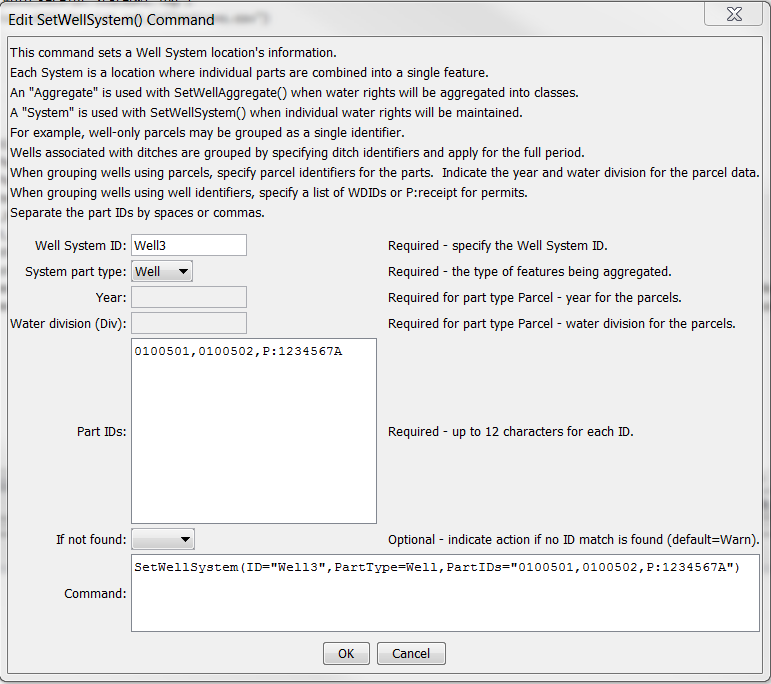 Edit SetWellSystem() Command
This command sets a Well System location's information.
Each System is a location where individual parts are combined into a single feature.
An "Aggregate" is used with SetWellAggregate() when water rights will be aggregated into classes.
A "System" is used with SetWellSystem() when individual water rights will be maintained.
For example, well-only parcels may be grouped as a single identifier.
Wells associated with ditches are grouped by specifying ditch identifiers and apply for the full period.
When grouping wells using parcels, specify parcel identifiers for the parts.  Indicate the year and water division for the parcel data.
When grouping wells using well identifiers, specify a list of WDIDs or P:receipt for permits.
Separate the part IDs by spaces or commas.
Well System ID: Well3 Required - specify the Well System ID.
System part type: Well Required - the type of features being aggregated.
Year: Required for part type Parcel - year for the parcels.
Water division (Div): Required for part type Parcel - water division for the parcels.
0100501,0100502,P:1234567A
Part IDs: Required - up to 12 characters for each ID.
If not found: Optional - indicate action if no ID match is found (default=Warn).
SetWellSystem(ID="Well3",PartType=Well,PartIDs="0100501,0100502,P:1234567A")
Command:
OK Cancel